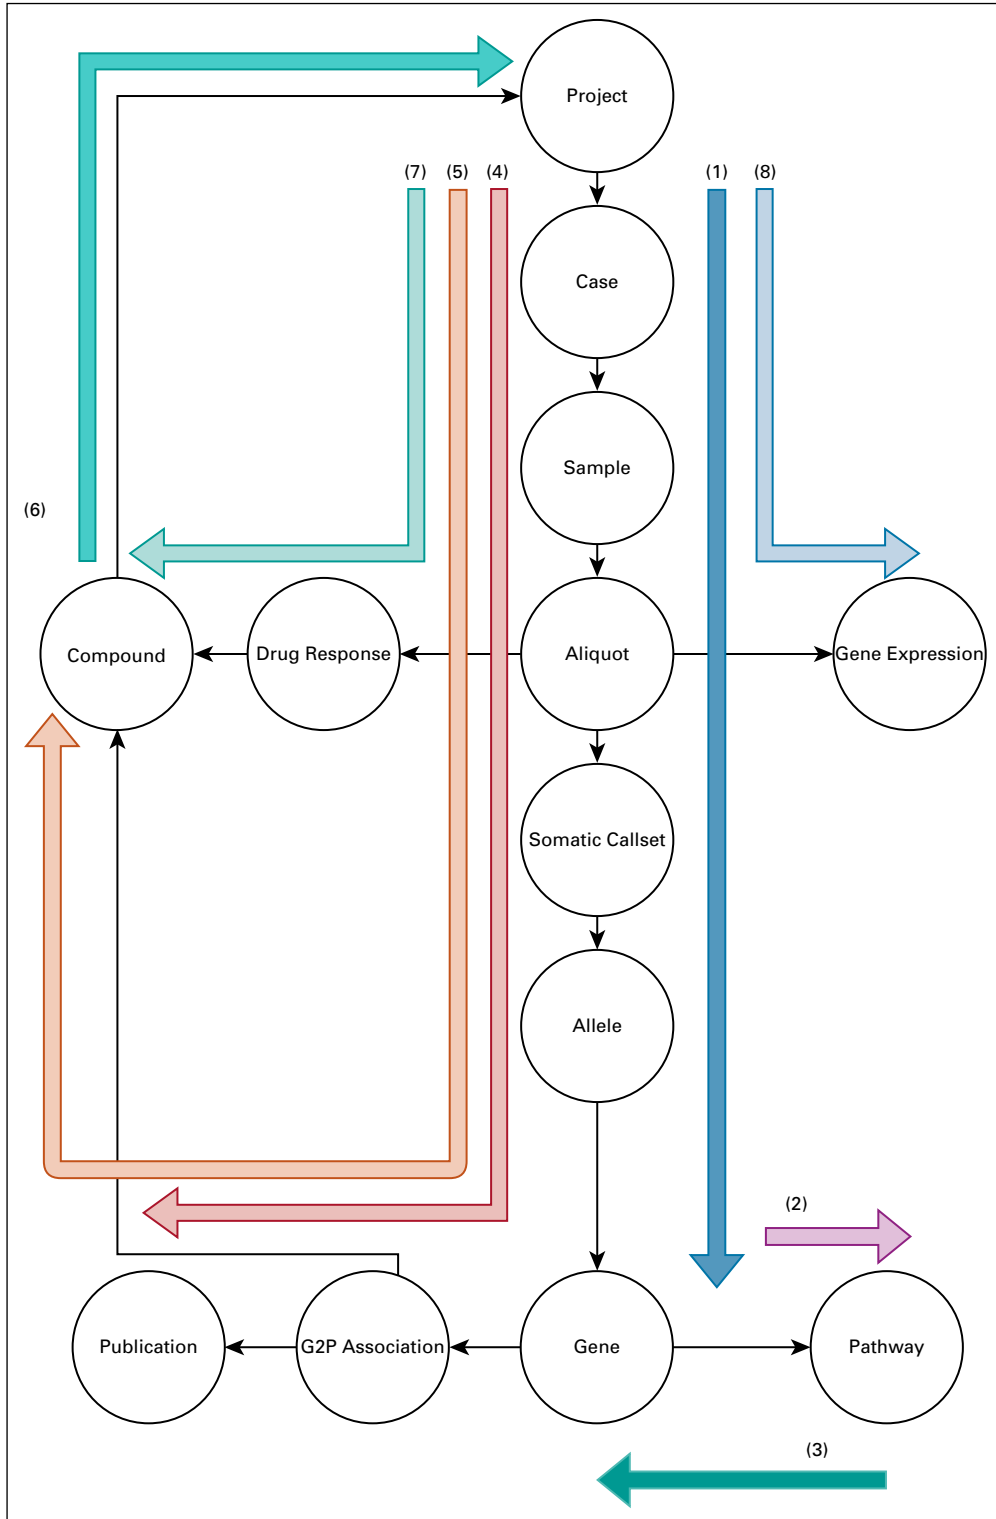 Project
(7)
(5)
(4)
(1)
(8)
Case
Sample
(6)
Compound
Drug Response
Aliquot
Gene Expression
Somatic Callset
Allele
(2)
Publication
G2P Association
Gene
Pathway
(3)